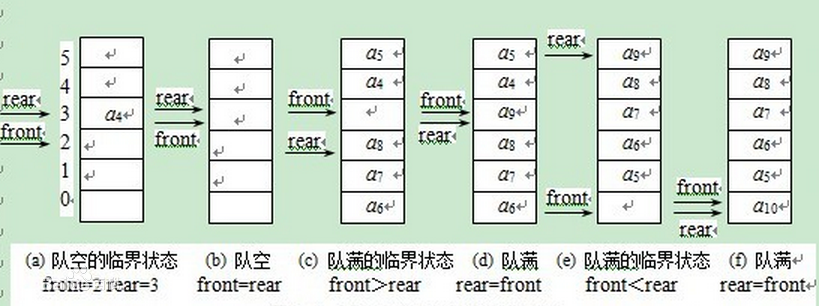 rear
front
5
4
3
2
1
0
a4
rear
front
front
rear
a5
a4
a8
a7
a6
front
rear
a5
a4
a9
a8
a7
a6
rear
front
a9
a8
a7
a6
a5
front
rear
a9
a8
a7
a6
a5
a10
(a) 队空的临界状态 (b) 队空 (c) 队满的临界状态 (d) 队满 (e) 队满的临界状态 (f) 队满
rear=3 front=rear front>rear rear=front front<rear rear=front